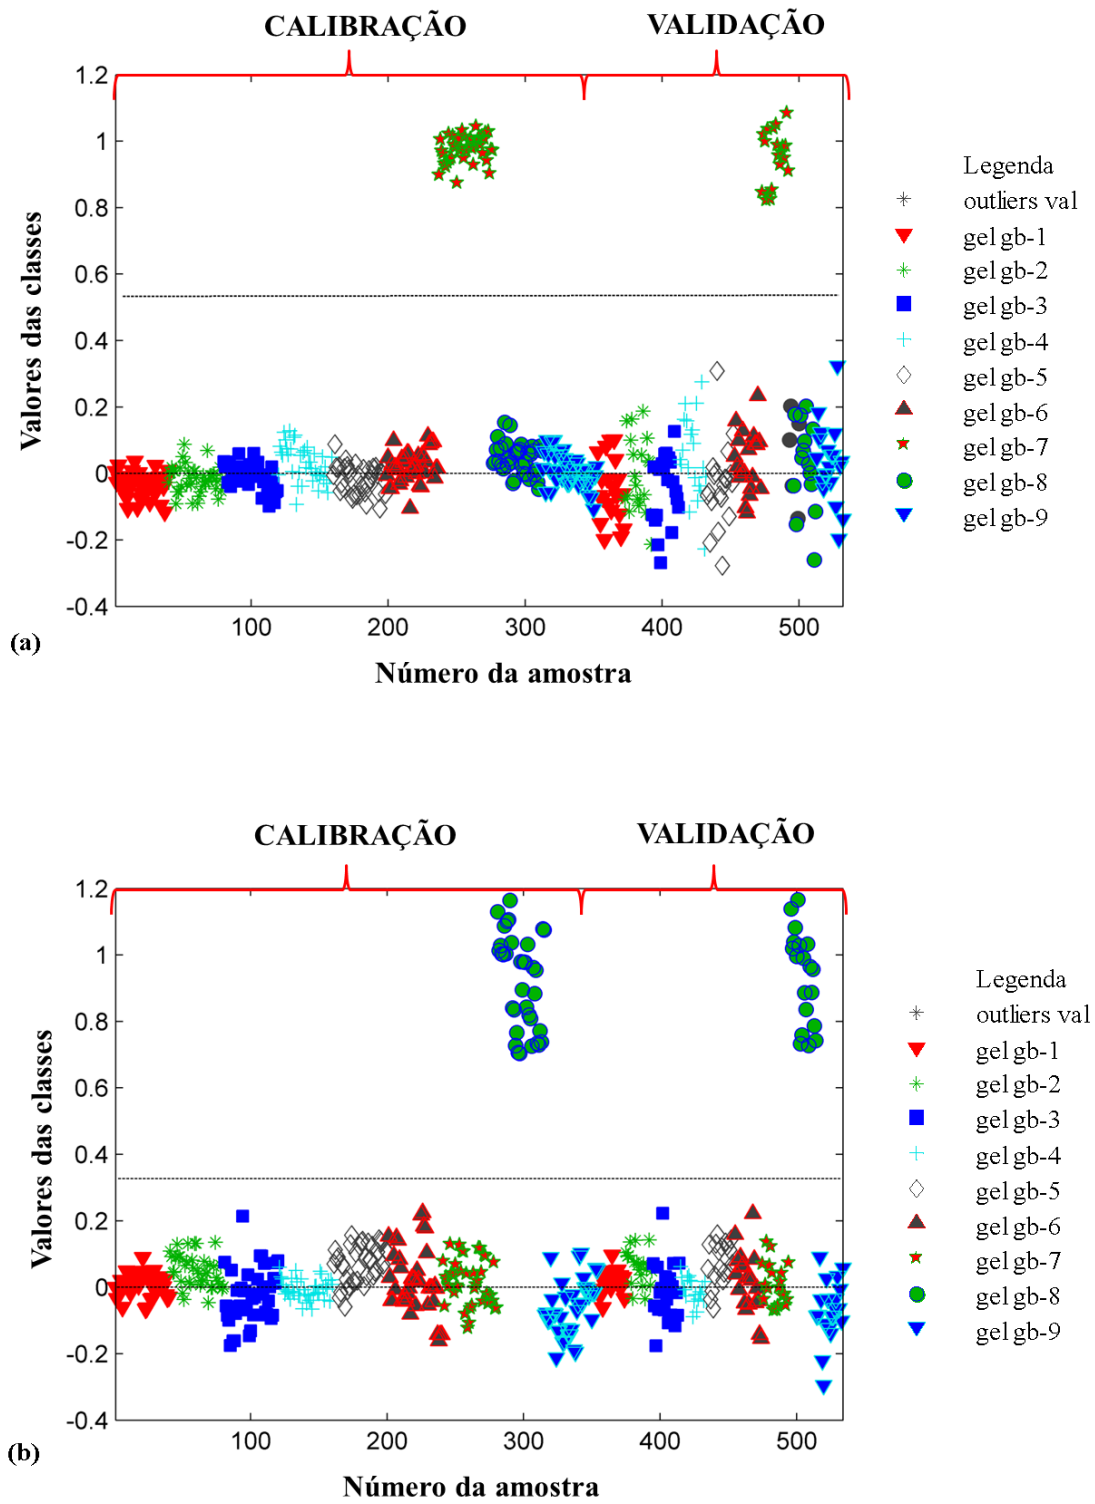 CALIBRAÇÃO
VALIDAÇÃO
1.2
1
0.8
0.6
0.4
0.2
0
-0.2
-0.4
Valores das classes
100
200
300
400
500
Número da amostra
(a)
Legenda
outliers val
gel gb-1
gel gb-2
gel gb-3
gel gb-4
gel gb-5
gel gb-6
gel gb-7
gel gb-8
gel gb-9
CALIBRAÇÃO
VALIDAÇÃO
1.2
1
0.8
0.6
0.4
0.2
0
-0.2
-0.4
Valores das classes
100
200
300
400
500
Número da amostra
(b)
Legenda
outliers val
gel gb-1
gel gb-2
gel gb-3
gel gb-4
gel gb-5
gel gb-6
gel gb-7
gel gb-8
gel gb-9